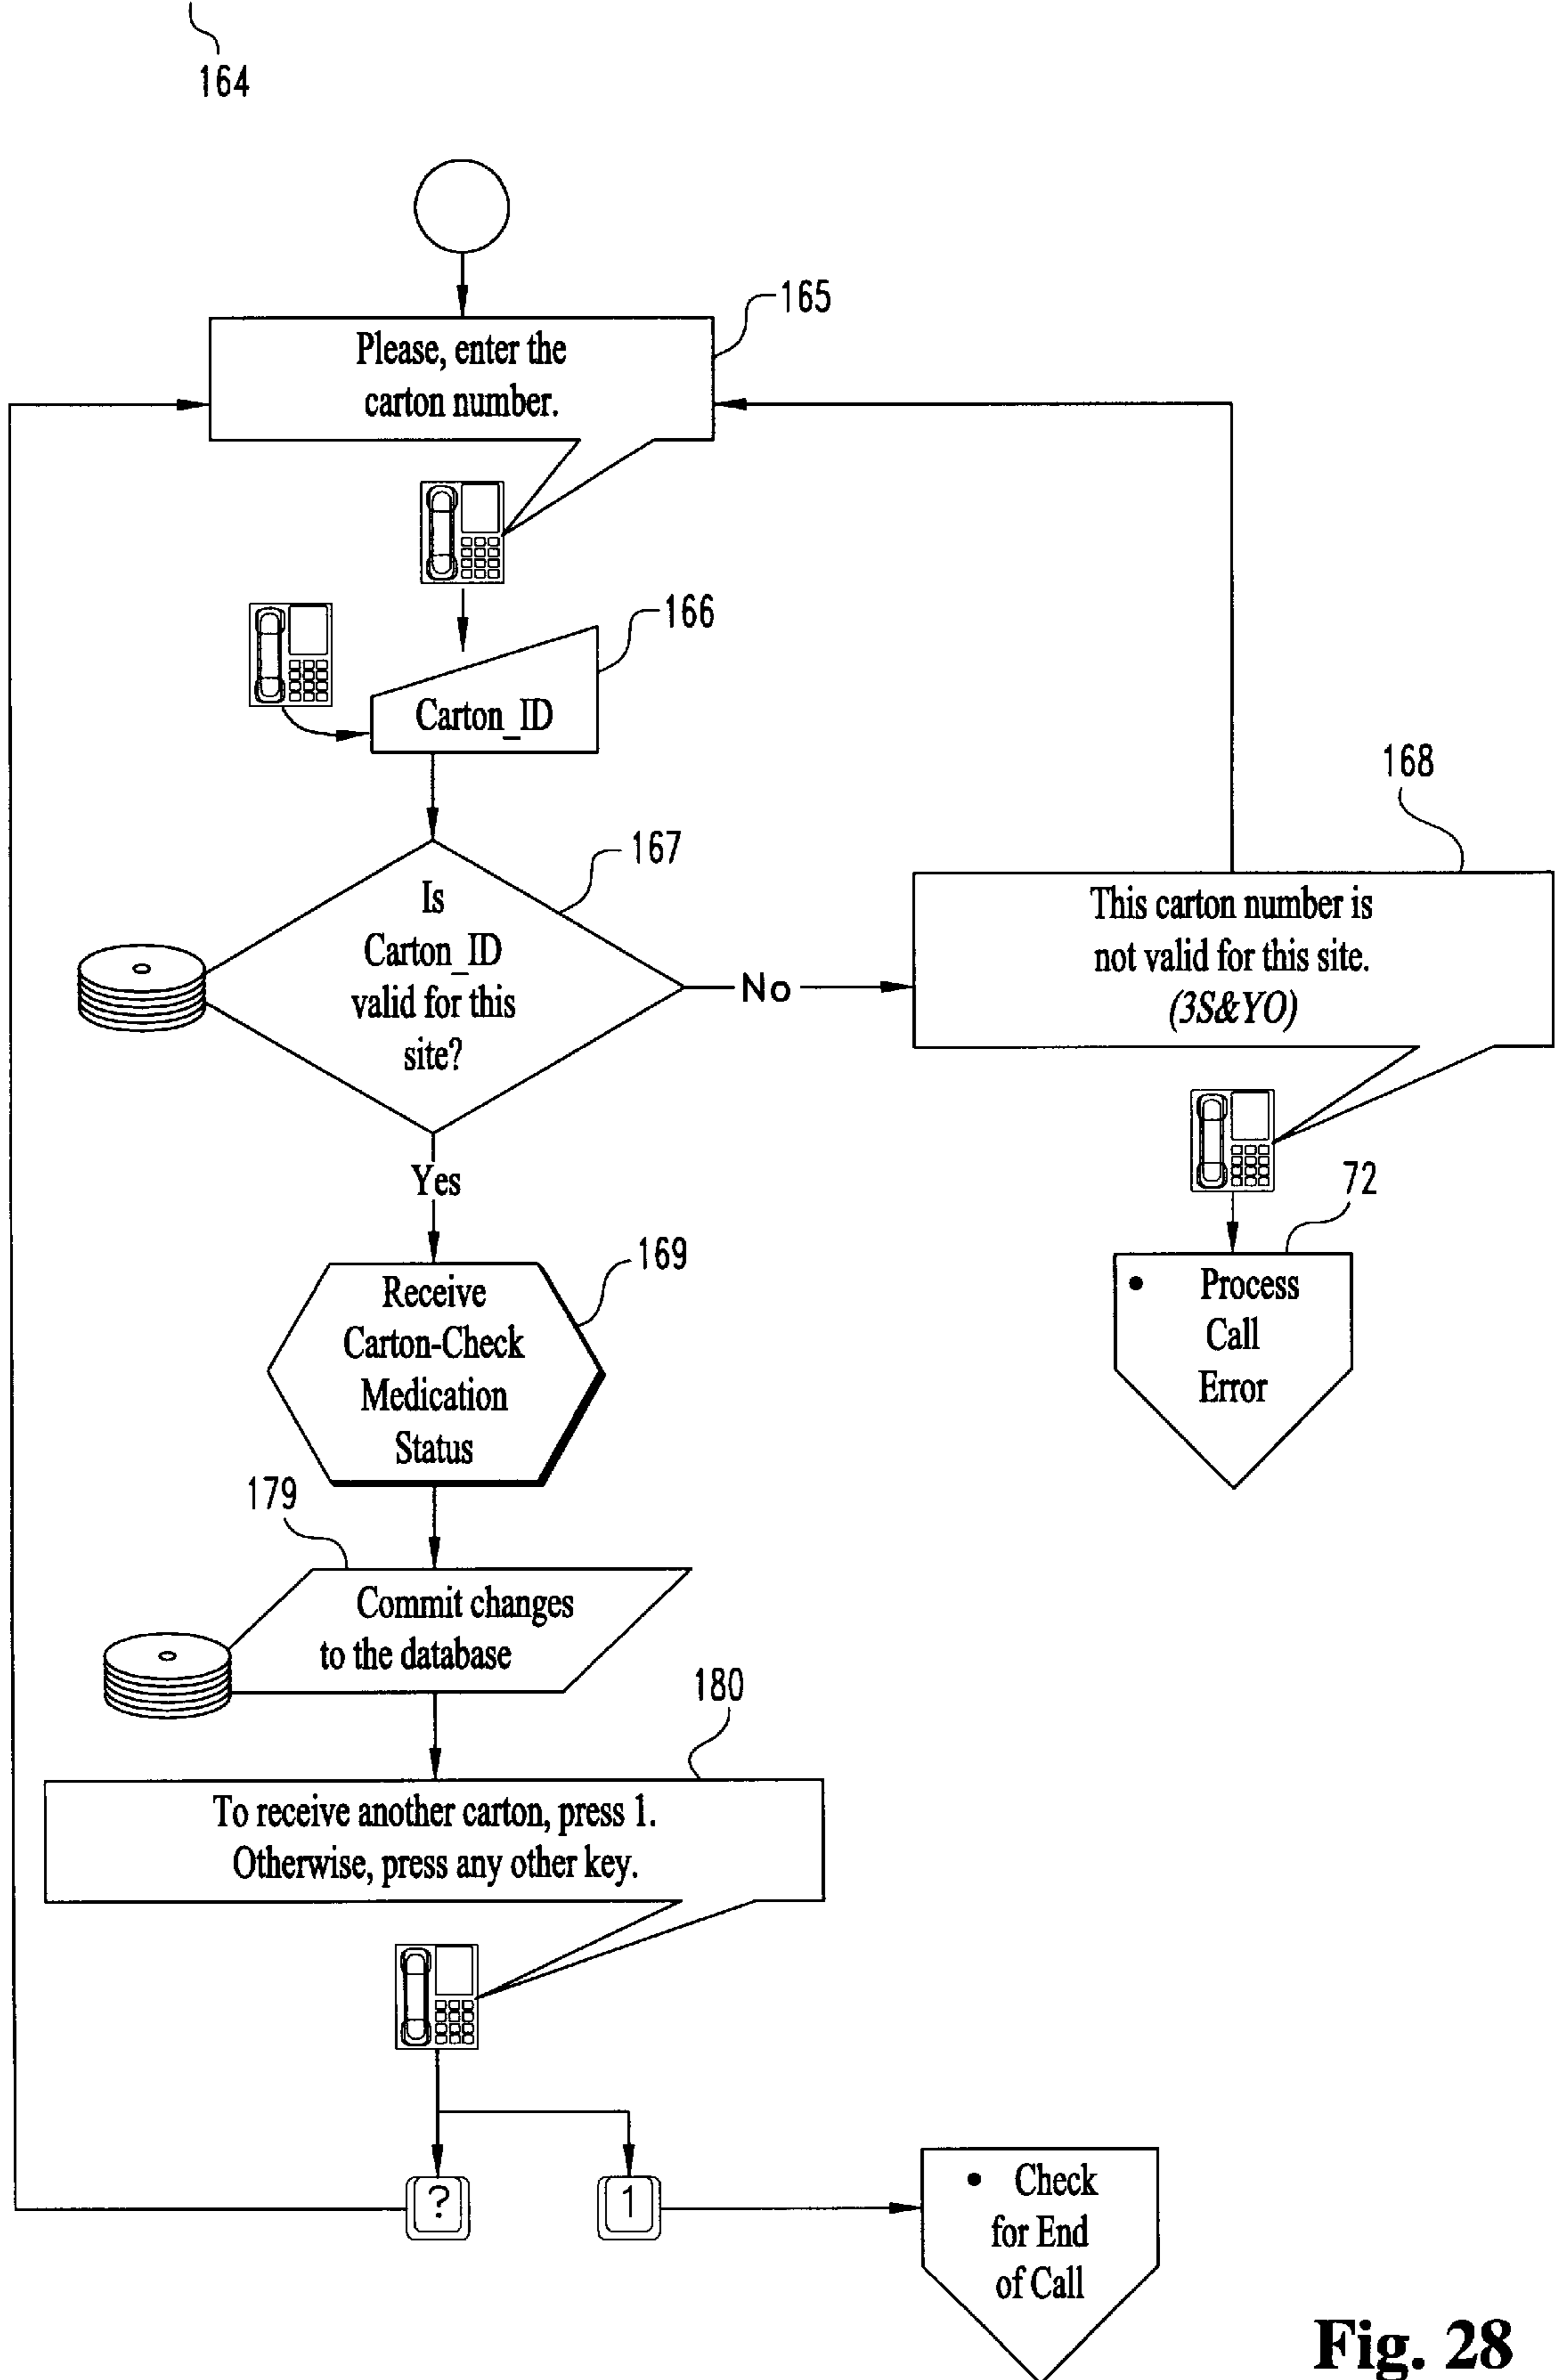 164
165
Please, enter the
carton number.
166
Carton_ID
167
Is
Carton_ID
valid for this
site?
No
168
This carton number is
not valid for this site.
(3S&YO)
72
• Process
Call
Error
Yes
169
Receive
Carton-Check
Medication
Status
179
Commit changes
to the database
180
To receive another carton, press 1.
Otherwise, press any other key.
?
1
• Check
for End
of Call
Fig. 28